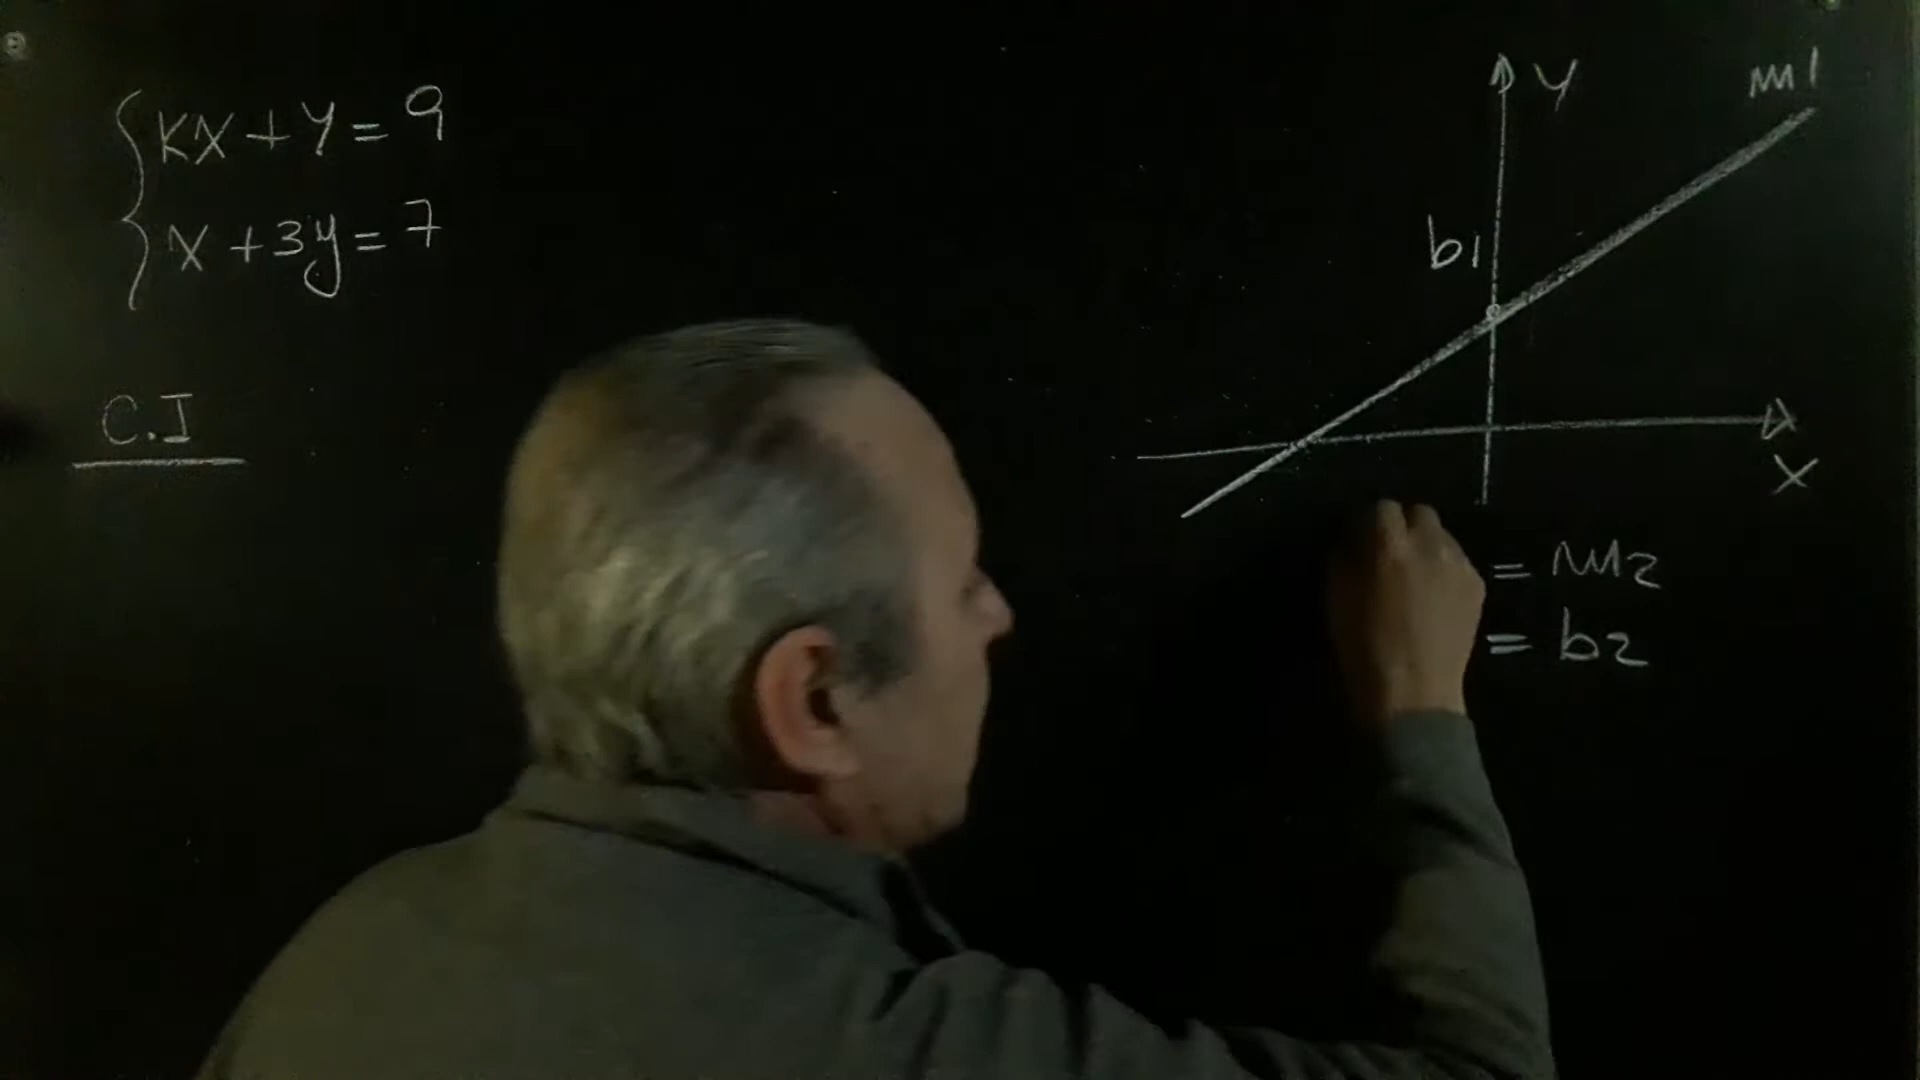 KX + Y = 9
X + 3y = 7
C.I
Y
m1
b1
X
= m2
= b2